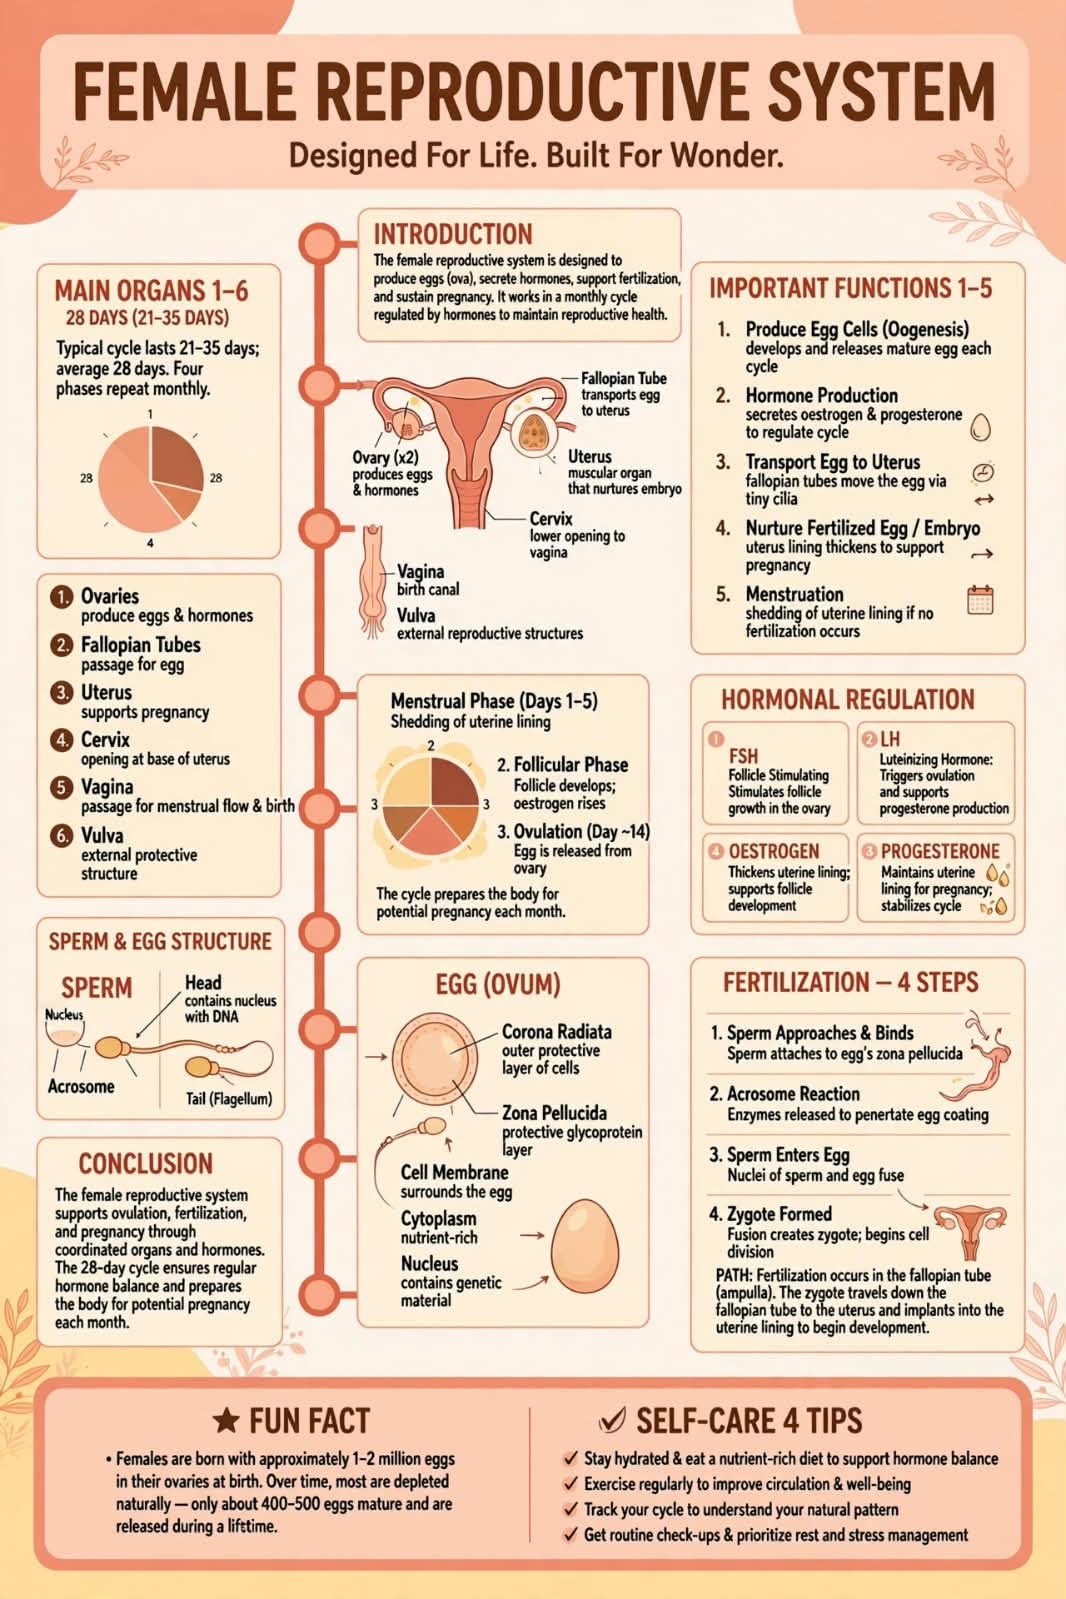 FEMALE REPRODUCTIVE SYSTEM
Designed For Life. Built For Wonder.
INTRODUCTION
The female reproductive system is designed to
produce eggs (ova), secrete hormones, support fertilization,
and sustain pregnancy. It works in a monthly cycle
regulated by hormones to maintain reproductive health.
MAIN ORGANS 1–6
28 DAYS (21–35 DAYS)
Typical cycle lasts 21–35 days;
average 28 days. Four
phases repeat monthly.
1
28
28
4
1. Ovaries
produce eggs & hormones
2. Fallopian Tubes
passage for egg
3. Uterus
supports pregnancy
4. Cervix
opening at base of uterus
5 Vagina
passage for menstrual flow & birth
6. Vulva
external protective
structure
Fallopian Tube
transports egg
to uterus
Ovary (x2)
produces eggs
& hormones
Uterus
muscular organ
that nurtures embryo
Cervix
lower opening to
vagina
Vagina
birth canal
Vulva
external reproductive structures
IMPORTANT FUNCTIONS 1–5
1. Produce Egg Cells (Oogenesis)
develops and releases mature egg each
cycle
2. Hormone Production
secretes oestrogen & progesterone
to regulate cycle
3. Transport Egg to Uterus
fallopian tubes move the egg via
tiny cilia
4. Nurture Fertilized Egg / Embryo
uterus lining thickens to support
pregnancy
5. Menstruation
shedding of uterine lining if no
fertilization occurs
Menstrual Phase (Days 1–5)
Shedding of uterine lining
2
3
3
2. Follicular Phase
Follicle develops;
oestrogen rises
3. Ovulation (Day ~14)
Egg is released from
ovary
The cycle prepares the body for
potential pregnancy each month.
HORMONAL REGULATION
1
FSH
Follicle Stimulating
Stimulates follicle
growth in the ovary
2 LH
Luteinizing Hormone:
Triggers ovulation
and supports
progesterone production
4 OESTROGEN
Thickens uterine lining;
supports follicle
development
3 PROGESTERONE
Maintains uterine
lining for pregnancy;
stabilizes cycle
SPERM & EGG STRUCTURE
SPERM
Nucleus
Head
contains nucleus
with DNA
Acrosome
Tail (Flagellum)
EGG (OVUM)
Corona Radiata
outer protective
layer of cells
Zona Pellucida
protective glycoprotein
layer
Cell Membrane
surrounds the egg
Cytoplasm
nutrient-rich
Nucleus
contains genetic
material
FERTILIZATION — 4 STEPS
1. Sperm Approaches & Binds
Sperm attaches to egg's zona pellucida
2. Acrosome Reaction
Enzymes released to penertate egg coating
3. Sperm Enters Egg
Nuclei of sperm and egg fuse
4. Zygote Formed
Fusion creates zygote; begins cell
division
PATH: Fertilization occurs in the fallopian tube
(ampulla). The zygote travels down the
fallopian tube to the uterus and implants into the
uterine lining to begin development.
CONCLUSION
The female reproductive system
supports ovulation, fertilization,
and pregnancy through
coordinated organs and hormones.
The 28-day cycle ensures regular
hormone balance and prepares
the body for potential pregnancy
each month.
FUN FACT
• Females are born with approximately 1–2 million eggs
in their ovaries at birth. Over time, most are depleted
naturally — only about 400–500 eggs mature and are
released during a lifetime.
SELF-CARE 4 TIPS
✓ Stay hydrated & eat a nutrient-rich diet to support hormone balance
✓ Exercise regularly to improve circulation & well-being
✓ Track your cycle to understand your natural pattern
✓ Get routine check-ups & prioritize rest and stress management